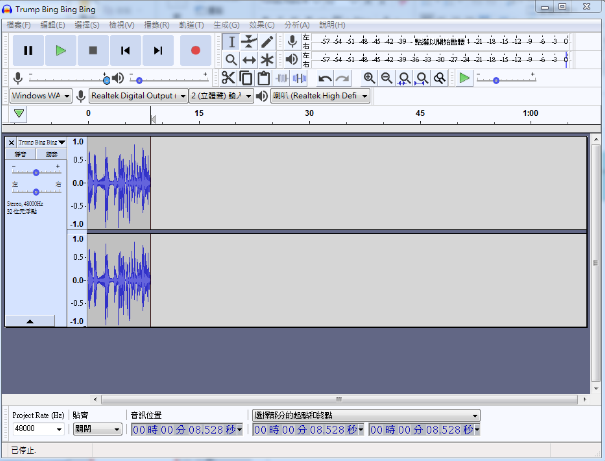 Trump Bing Bing Bing
檔案(F) 編輯(E) 選擇(S) 檢視(V) 播錄(R) 軌道(T) 生成(G) 效果(C) 分析(A) 說明(H)
左 右 -57 -54 -51 -48 -45 -42 -39 點選以開始監聽 -21 -18 -15 -12 -9 -6 -3 0
左 右 -57 -54 -51 -48 -45 -42 -39 -36 -33 -30 -27 -24 -21 -18 -15 -12 -9 -6 -3 0
Windows WA Realtek Digital Output ( 2 (立體聲) 輸入 喇叭 (Realtek High Defi
0 15 30 45 1:00
Trump Bing Bing
靜音 獨奏
- +
左 右
Stereo, 48000Hz
32 位元浮點
1.0
0.5
0.0
-0.5
-1.0
1.0
0.5
0.0
-0.5
-1.0
Project Rate (Hz) 貼齊 音訊位置 選擇部分的起點和終點
48000 關閉 00 時 00 分 08.528 秒 00 時 00 分 08.528 秒 00 時 00 分 08.528 秒
已停止.